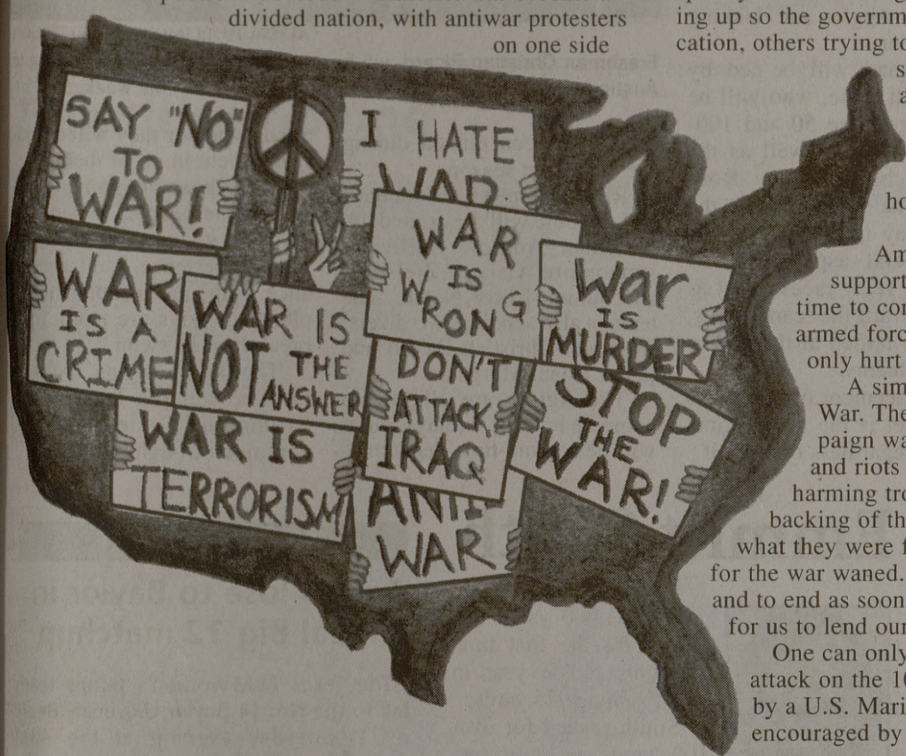 divided nation, with antiwar protesters
on one side
SAY "NO"
TO
WAR!
I HATE
WAR
WAR
IS
WRONG
War
IS
MURDER
WAR
IS A
CRIME
WAR IS
NOT THE
ANSWER
DON'T
ATTACK
IRAQ
STOP
THE
WAR!
WAR IS
TERRORISM
ANTI
WAR
ing up so the governm
cation, others trying to
s
a
ho
Am
support
time to
armed forc
only hurt
A sim
War. The
paign wa
and riots
harming tro
backing of th
what they were f
for the war waned.
and to end as soon
for us to lend our
One can only
attack on the 10
by a U.S. Mari
encouraged by